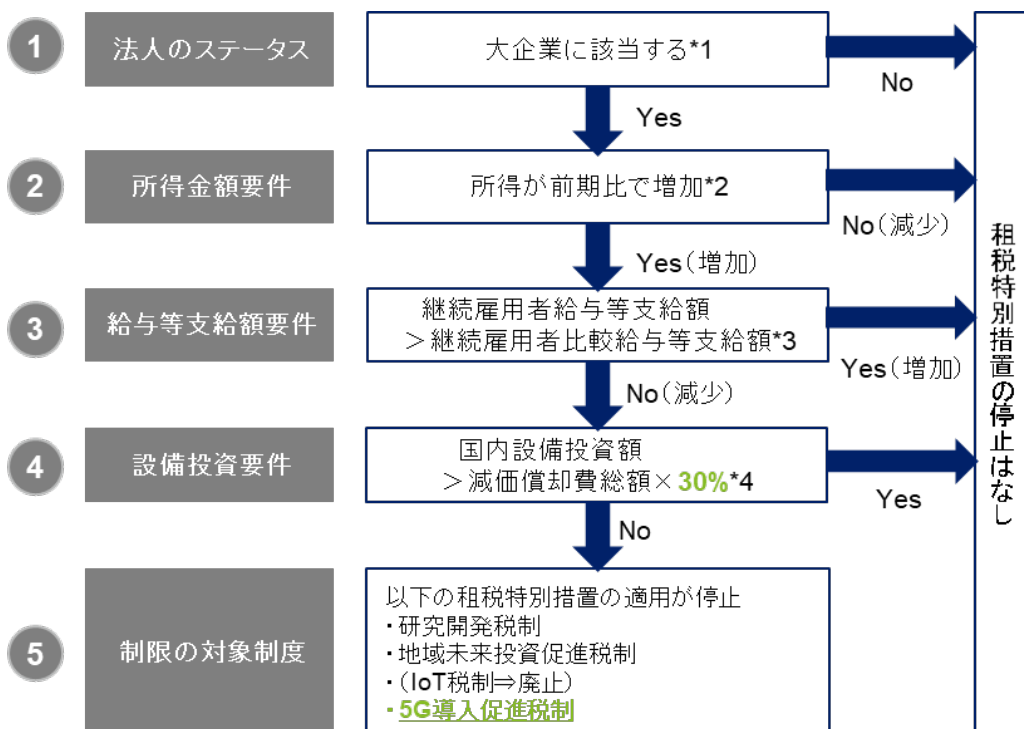 1
法人のステータス
大企業に該当する*1
No
Yes
2
所得金額要件
所得が前期比で増加*2
No(減少)
Yes(増加)
3
給与等支給額要件
継続雇用者給与等支給額
>継続雇用者比較給与等支給額*3
Yes(増加)
No(減少)
4
設備投資要件
国内設備投資額
>減価償却費総額×30%*4
Yes
No
5
制限の対象制度
以下の租税特別措置の適用が停止
・研究開発税制
・地域未来投資促進税制
・(IoT税制⇒廃止)
・5G導入促進税制
租税特別措置の停止はなし